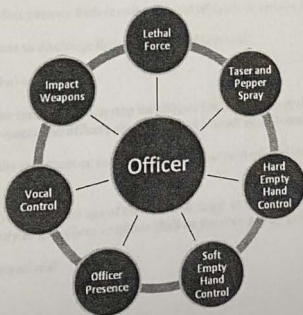 Lethal
Force
Taser and
Pepper
Spray
Hard
Empty
Hand
Control
Soft
Empty
Hand
Control
Officer
Presence
Vocal
Control
Impact
Weapons
Officer